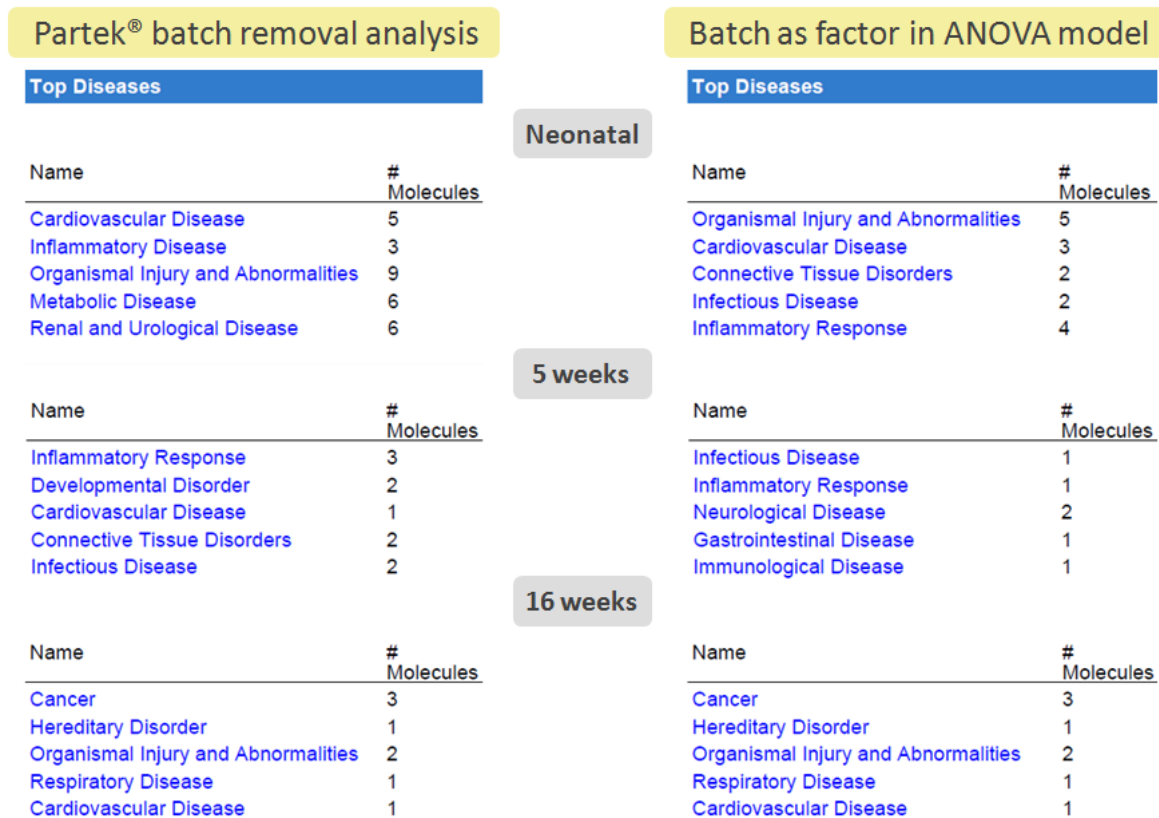 Partek® batch removal analysis
Batch as factor in ANOVA model
Top Diseases
Top Diseases
Neonatal
Name # Molecules
Cardiovascular Disease 5
Inflammatory Disease 3
Organismal Injury and Abnormalities 9
Metabolic Disease 6
Renal and Urological Disease 6
Name # Molecules
Organismal Injury and Abnormalities 5
Cardiovascular Disease 3
Connective Tissue Disorders 2
Infectious Disease 2
Inflammatory Response 4
5 weeks
Name # Molecules
Inflammatory Response 3
Developmental Disorder 2
Cardiovascular Disease 1
Connective Tissue Disorders 2
Infectious Disease 2
Name # Molecules
Infectious Disease 1
Inflammatory Response 1
Neurological Disease 2
Gastrointestinal Disease 1
Immunological Disease 1
16 weeks
Name # Molecules
Cancer 3
Hereditary Disorder 1
Organismal Injury and Abnormalities 2
Respiratory Disease 1
Cardiovascular Disease 1
Name # Molecules
Cancer 3
Hereditary Disorder 1
Organismal Injury and Abnormalities 2
Respiratory Disease 1
Cardiovascular Disease 1